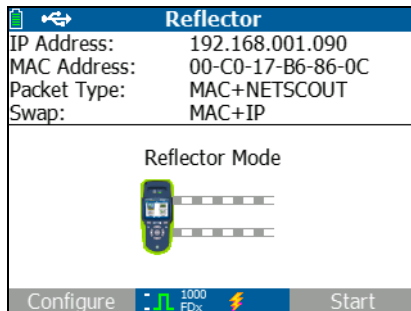 Reflector
IP Address: 192.168.001.090
MAC Address: 00-C0-17-B6-86-0C
Packet Type: MAC+NETSCOUT
Swap: MAC+IP
Reflector Mode
Configure 1000 FDx Start